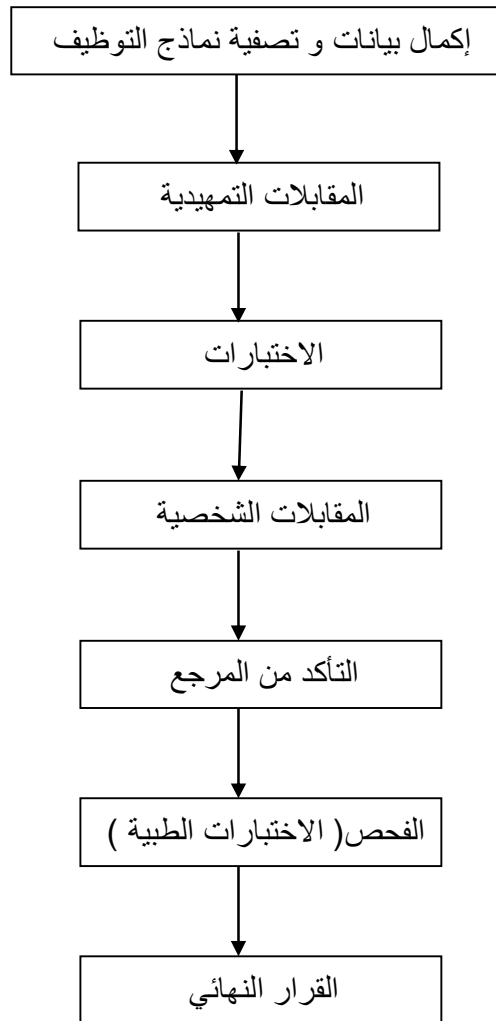 إكمال بيانات و تصفية نماذج التوظيف
المقابلات التمهيدية
الاختبارات
المقابلات الشخصية
التأكد من المرجع
الفحص( الاختبارات الطبية )
القرار النهائي